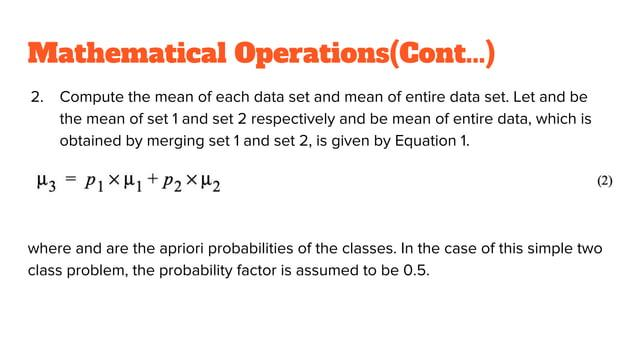 Mathematical Operations(Cont...)
2. Compute the mean of each data set and mean of entire data set. Let and be
the mean of set 1 and set 2 respectively and be mean of entire data, which is
obtained by merging set 1 and set 2, is given by Equation 1.
μ₃ = p₁ × μ₁ + p₂ × μ₂ (2)
where and are the apriori probabilities of the classes. In the case of this simple two
class problem, the probability factor is assumed to be 0.5.